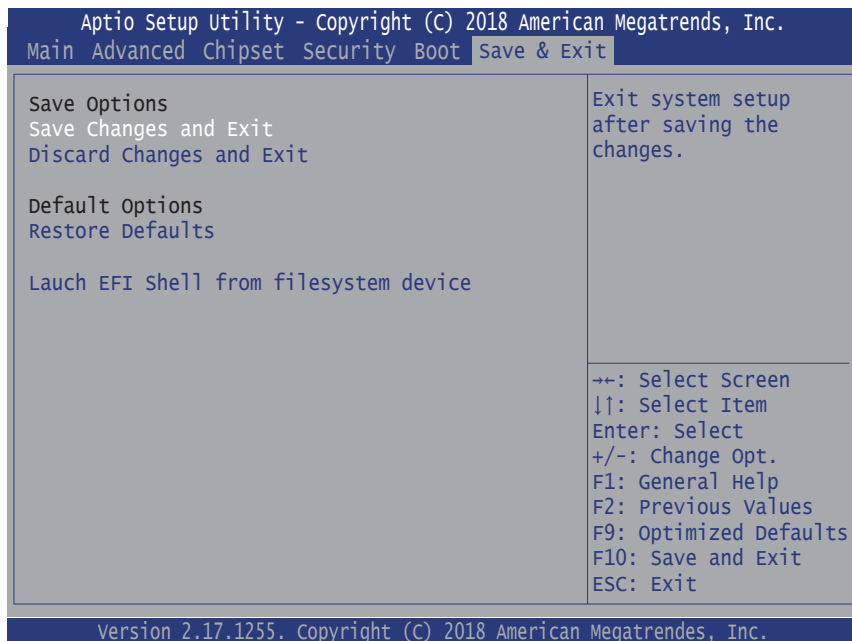 Aptio Setup Utility - Copyright (C) 2018 American Megatrends, Inc.
Main Advanced Chipset Security Boot Save & Exit
Save Options
Save Changes and Exit
Discard Changes and Exit
Default Options
Restore Defaults
Lauch EFI Shell from filesystem device
Exit system setup
after saving the
changes.
→←: Select Screen
↓↑: Select Item
Enter: Select
+/-: Change Opt.
F1: General Help
F2: Previous Values
F9: Optimized Defaults
F10: Save and Exit
ESC: Exit
Version 2.17.1255. Copyright (C) 2018 American Megatrendes, Inc.